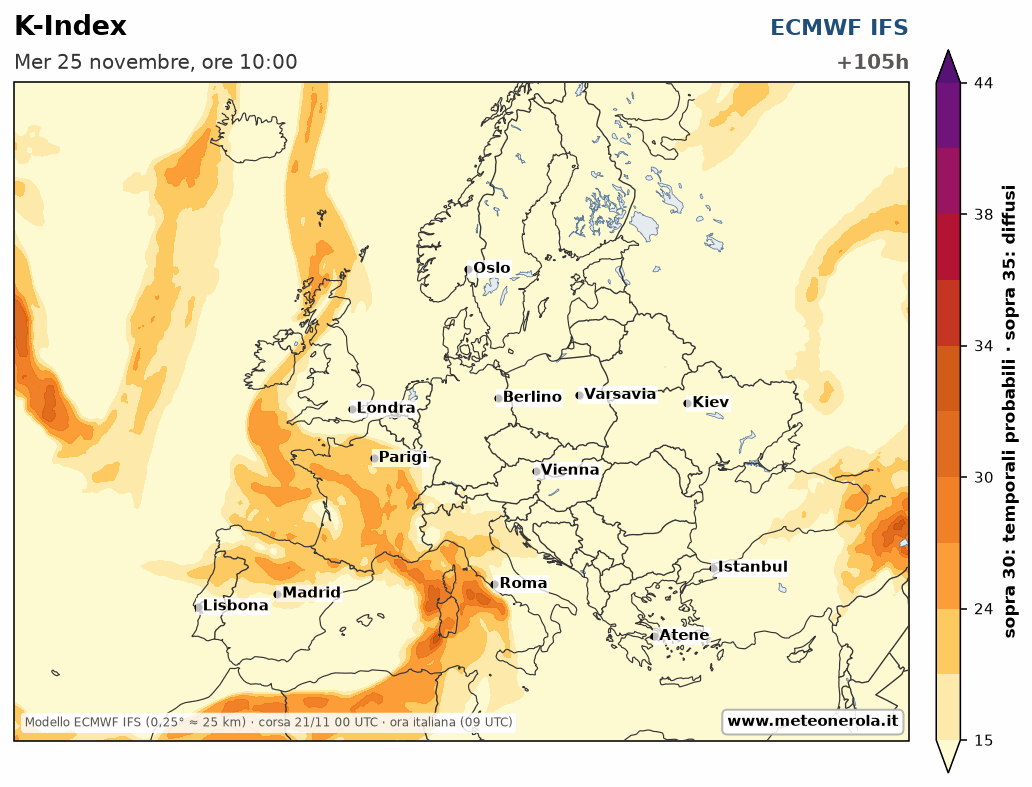 K-Index
ECMWF IFS
Mer 25 novembre, ore 10:00
+105h
44
38
34
30
24
15
sopra 30: temporali probabili · sopra 35: diffusi
Oslo
Berlino
Varsavia
Kiev
Londra
Parigi
Vienna
Istanbul
Roma
Madrid
Lisbona
Atene
Modello ECMWF IFS (0,25° ≈ 25 km) · corsa 21/11 00 UTC · ora italiana (09 UTC)
www.meteonerola.it